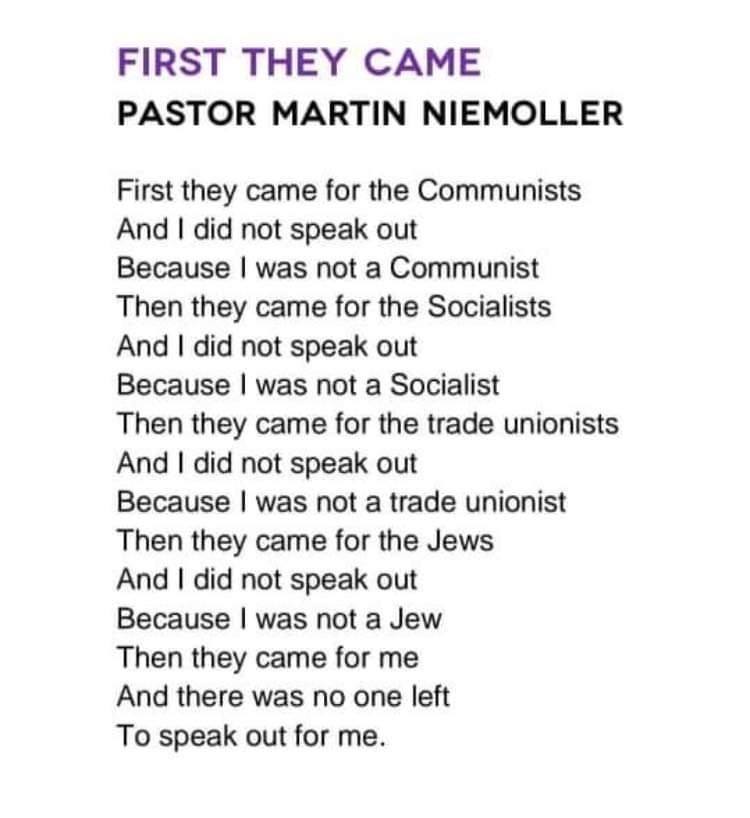 FIRST THEY CAME
PASTOR MARTIN NIEMOLLER
First they came for the Communists
And I did not speak out
Because I was not a Communist
Then they came for the Socialists
And I did not speak out
Because I was not a Socialist
Then they came for the trade unionists
And I did not speak out
Because I was not a trade unionist
Then they came for the Jews
And I did not speak out
Because I was not a Jew
Then they came for me
And there was no one left
To speak out for me.